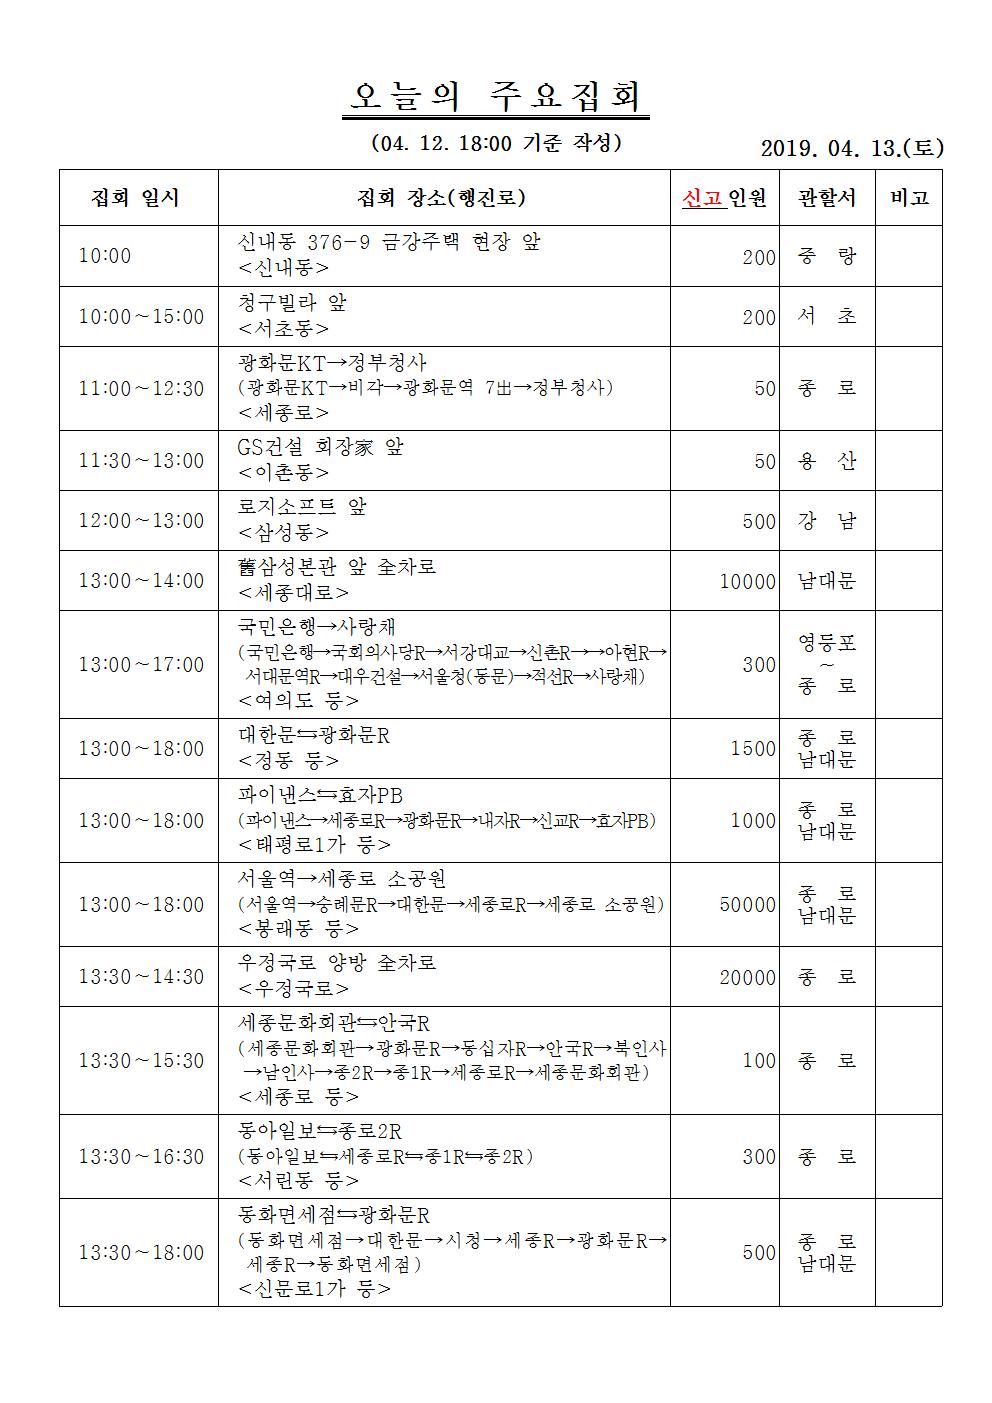 오늘의 주요집회
(04. 12. 18:00 기준 작성)
2019. 04. 13.(토)
집회 일시 집회 장소(행진로) 신고인원 관할서 비고
10:00
신내동 376-9 금강주택 현장 앞
<신내동>
200 중 랑
10:00~15:00
청구빌라 앞
<서초동>
200 서 초
11:00~12:30
광화문KT→정부청사
(광화문KT→비각→광화문역 7出→정부청사)
<세종로>
50 종 로
11:30~13:00
GS건설 회장家 앞
<이촌동>
50 용 산
12:00~13:00
로지소프트 앞
<삼성동>
500 강 남
13:00~14:00
舊삼성본관 앞 全차로
<세종대로>
10000 남대문
13:00~17:00
국민은행→사랑채
(국민은행→국회의사당R→서강대교→신촌R→→아현R→
서대문역R→대우건설→서울청(동문)→적선R→사랑채)
<여의도 등>
300
영등포
~
종 로
13:00~18:00
대한문⇆광화문R
<정동 등>
1500
종 로
남대문
13:00~18:00
파이낸스⇆효자PB
(파이낸스→세종로R→광화문R→내자R→신교R→효자PB)
<태평로1가 등>
1000
종 로
남대문
13:00~18:00
서울역→세종로 소공원
(서울역→숭례문R→대한문→세종로R→세종로 소공원)
<봉래동 등>
50000
종 로
남대문
13:30~14:30
우정국로 양방 全차로
<우정국로>
20000 종 로
13:30~15:30
세종문화회관⇆안국R
(세종문화회관→광화문R→동십자R→안국R→북인사
→남인사→종2R→종1R→세종로R→세종문화회관)
<세종로 등>
100 종 로
13:30~16:30
동아일보⇆종로2R
(동아일보⇆세종로R⇆종1R⇆종2R)
<서린동 등>
300 종 로
13:30~18:00
동화면세점⇆광화문R
(동화면세점→대한문→시청→세종R→광화문R→
세종R→동화면세점)
<신문로1가 등>
500
종 로
남대문